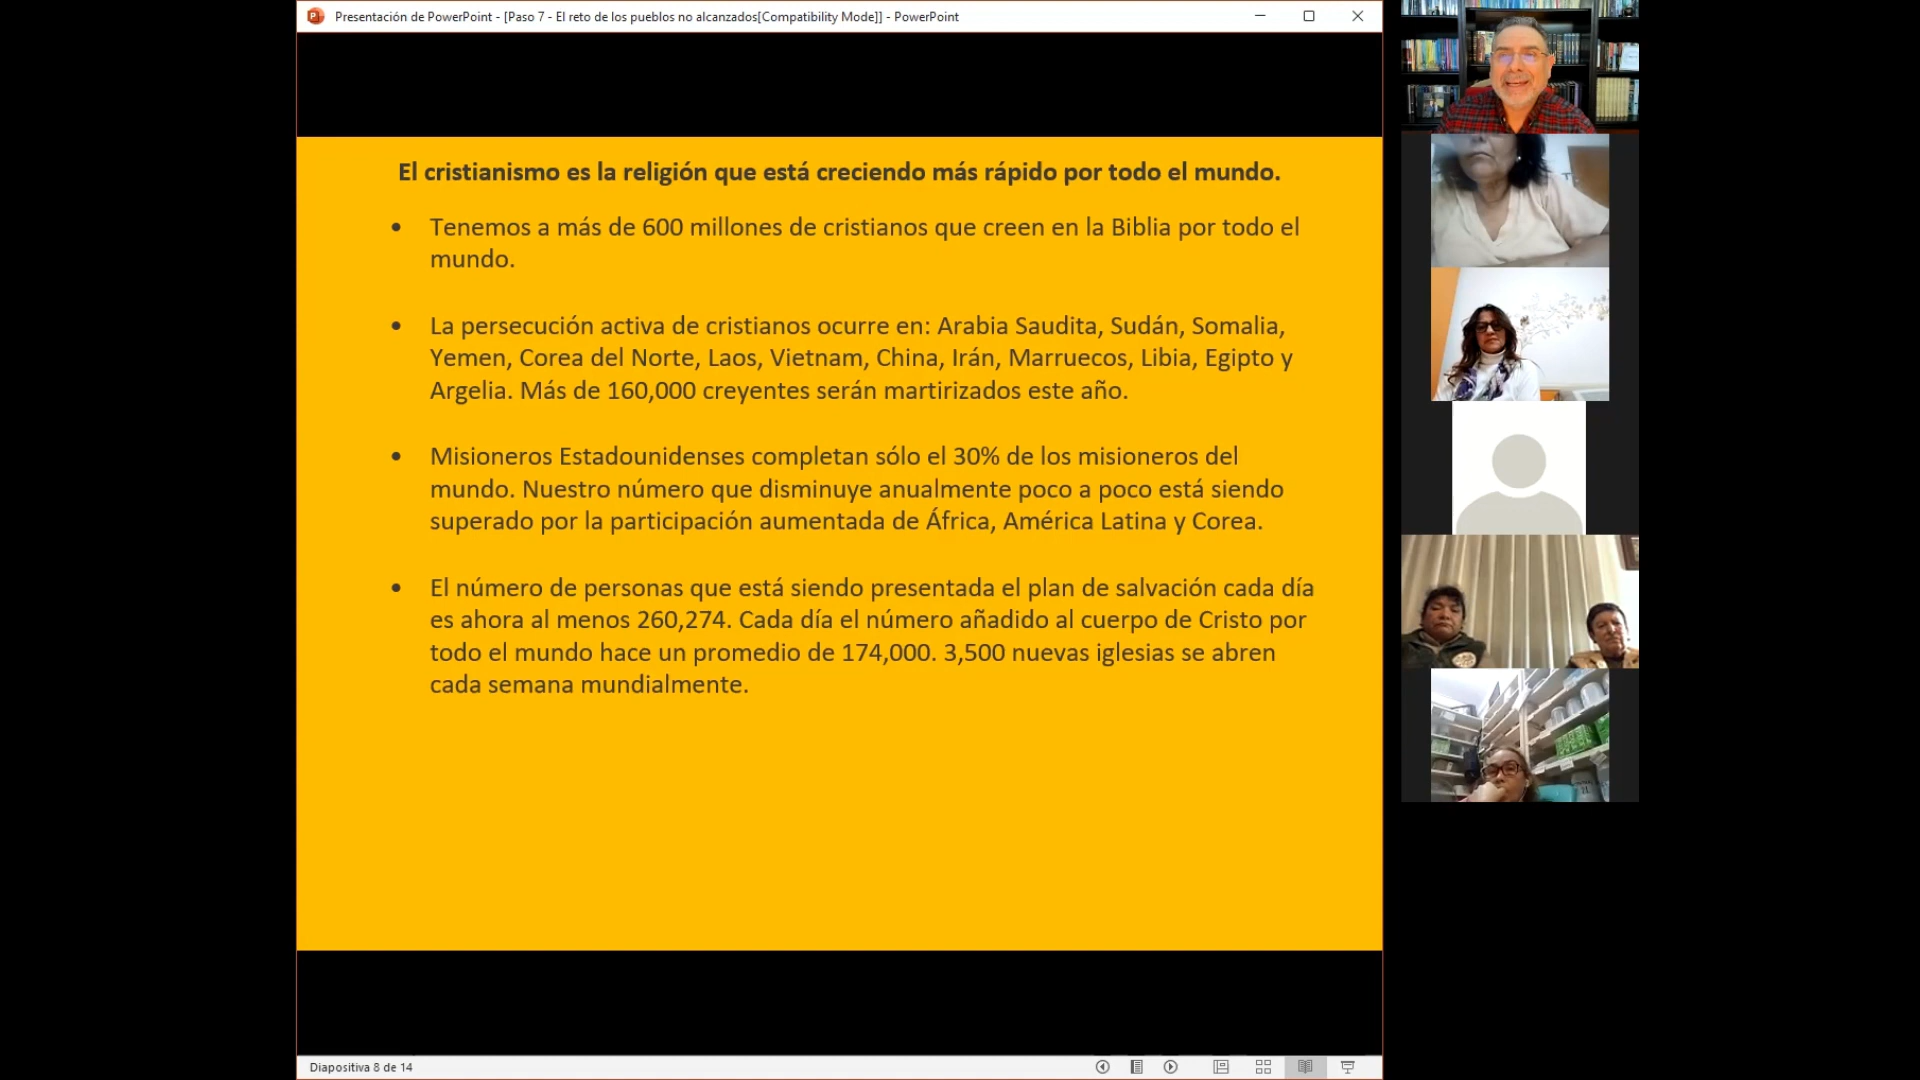 Presentación de PowerPoint - [Paso 7 - El reto de los pueblos no alcanzados[Compatibility Mode]] - PowerPoint
El cristianismo es la religión que está creciendo más rápido por todo el mundo.
• Tenemos a más de 600 millones de cristianos que creen en la Biblia por todo el
mundo.
• La persecución activa de cristianos ocurre en: Arabia Saudita, Sudán, Somalia,
Yemen, Corea del Norte, Laos, Vietnam, China, Irán, Marruecos, Libia, Egipto y
Argelia. Más de 160,000 creyentes serán martirizados este año.
• Misioneros Estadounidenses completan sólo el 30% de los misioneros del
mundo. Nuestro número que disminuye anualmente poco a poco está siendo
superado por la participación aumentada de África, América Latina y Corea.
• El número de personas que está siendo presentada el plan de salvación cada día
es ahora al menos 260,274. Cada día el número añadido al cuerpo de Cristo por
todo el mundo hace un promedio de 174,000. 3,500 nuevas iglesias se abren
cada semana mundialmente.
Diapositiva 8 de 14